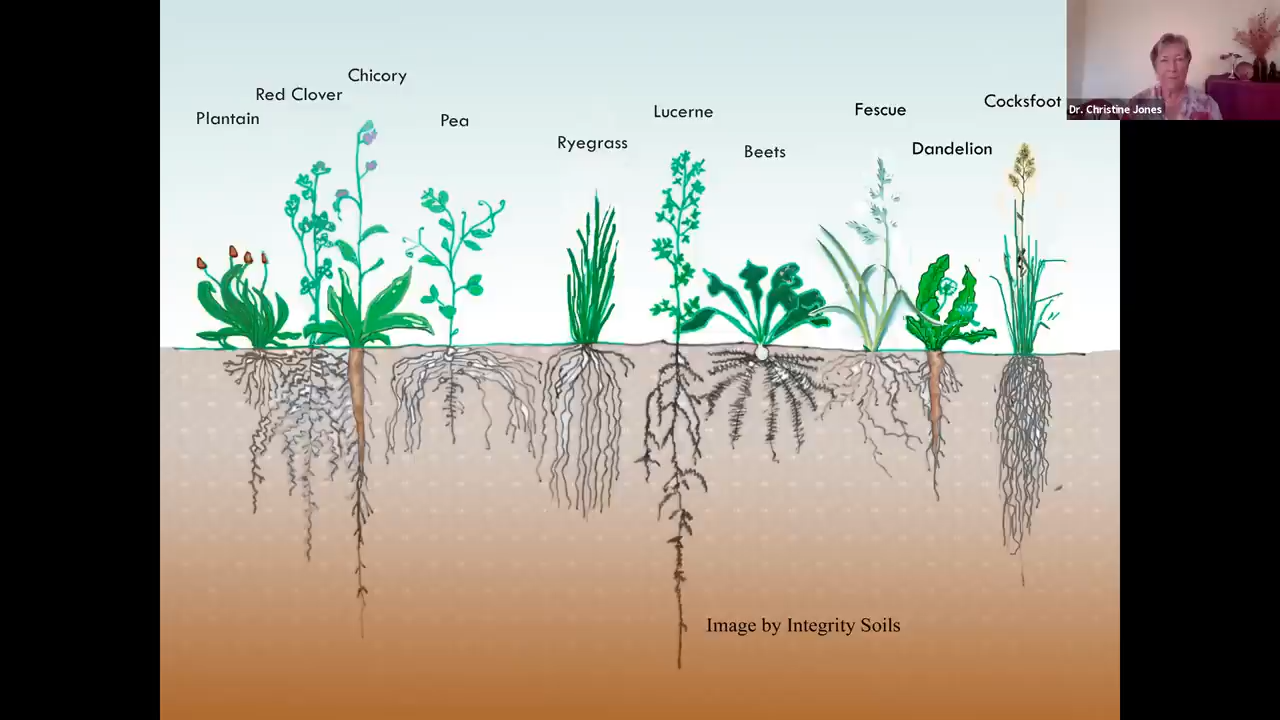 Chicory
Red Clover
Plantain
Pea
Ryegrass
Lucerne
Beets
Fescue
Dandelion
Cocksfoot
Dr. Christine Jones
Image by Integrity Soils